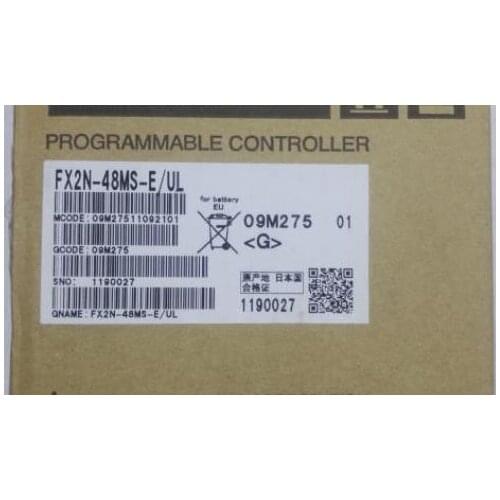 PROGRAMMABLE CONTROLLER
FX2N-48MS-E/UL
MCODE: 09M27511092101
GCODE: 09M275
SNO: 1190027
QNAME: FX2N-48MS-E/UL
for battery
EU
09M275 01
<G>
原产地 日本国
合格证
1190027